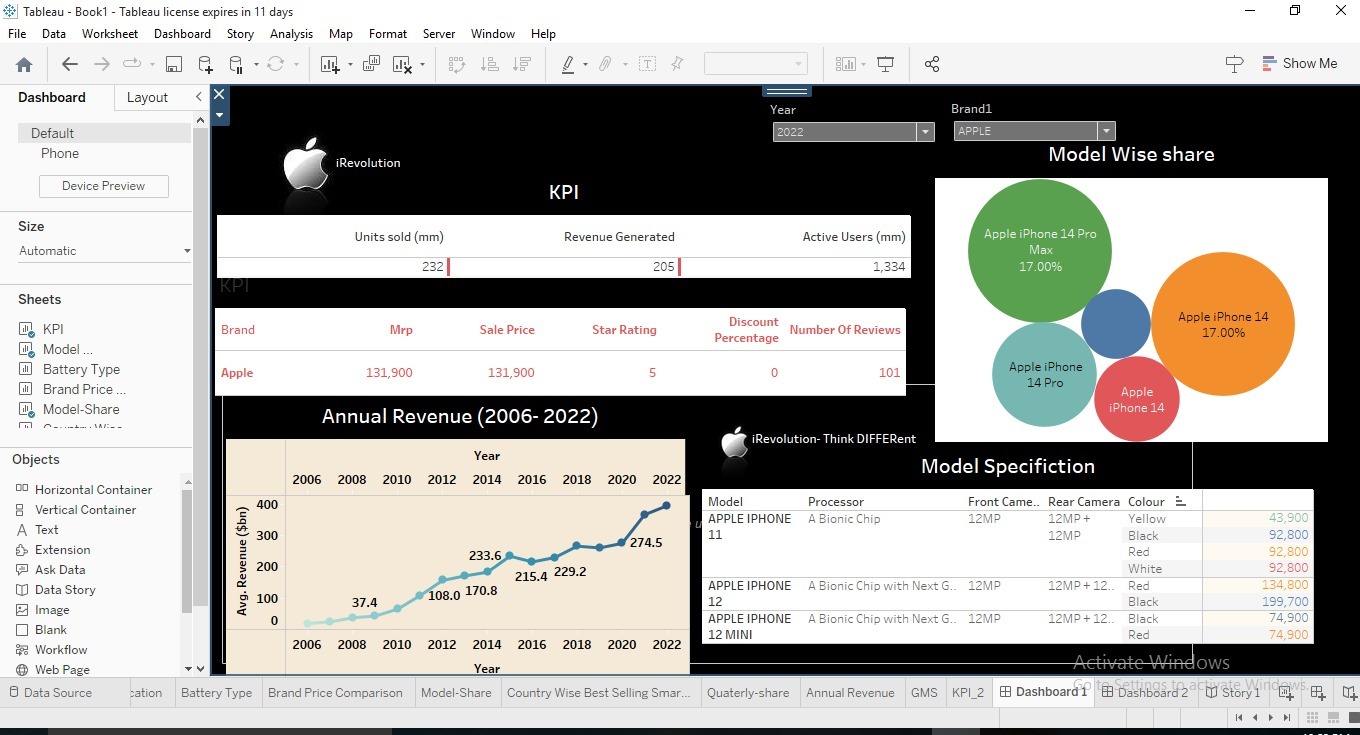 Tableau - Book1 - Tableau license expires in 11 days
File Data Worksheet Dashboard Story Analysis Map Format Server Window Help
Show Me
Dashboard Layout
Default
Phone
Device Preview
Size
Automatic
Sheets
KPI
Model ...
Battery Type
Brand Price ...
Model-Share
Objects
Horizontal Container
Vertical Container
Text
Extension
Ask Data
Data Story
Image
Blank
Workflow
Web Page
Year Brand1
2022 APPLE
iRevolution
KPI
Units sold (mm) Revenue Generated Active Users (mm)
232 205 1,334
KPI
Brand Mrp Sale Price Star Rating Discount Percentage Number Of Reviews
Apple 131,900 131,900 5 0 101
Model Wise share
Apple iPhone 14 Pro
Max
17.00%
Apple iPhone 14
17.00%
Apple iPhone
14 Pro
Apple
iPhone 14
Annual Revenue (2006- 2022)
Year
2006 2008 2010 2012 2014 2016 2018 2020 2022
Avg. Revenue ($bn)
400
300
200
100
0
37.4
108.0
170.8
233.6
215.4
229.2
274.5
2006 2008 2010 2012 2014 2016 2018 2020 2022
Year
iRevolution- Think DIFFERent
Model Specifiction
Model Processor Front Came.. Rear Camera Colour
APPLE IPHONE A Bionic Chip 12MP 12MP + Yellow 43,900
11 12MP Black 92,800
Red 92,800
White 92,800
APPLE IPHONE A Bionic Chip with Next G.. 12MP 12MP + 12.. Red 134,800
12 Black 199,700
APPLE IPHONE A Bionic Chip with Next G.. 12MP 12MP + 12.. Black 74,900
12 MINI Red 74,900
Activate Windows
Go to Settings to activate Windows.
Data Source cation Battery Type Brand Price Comparison Model-Share Country Wise Best Selling Smar... Quaterly-share Annual Revenue GMS KPI_2 Dashboard 1 Dashboard 2 Story 1